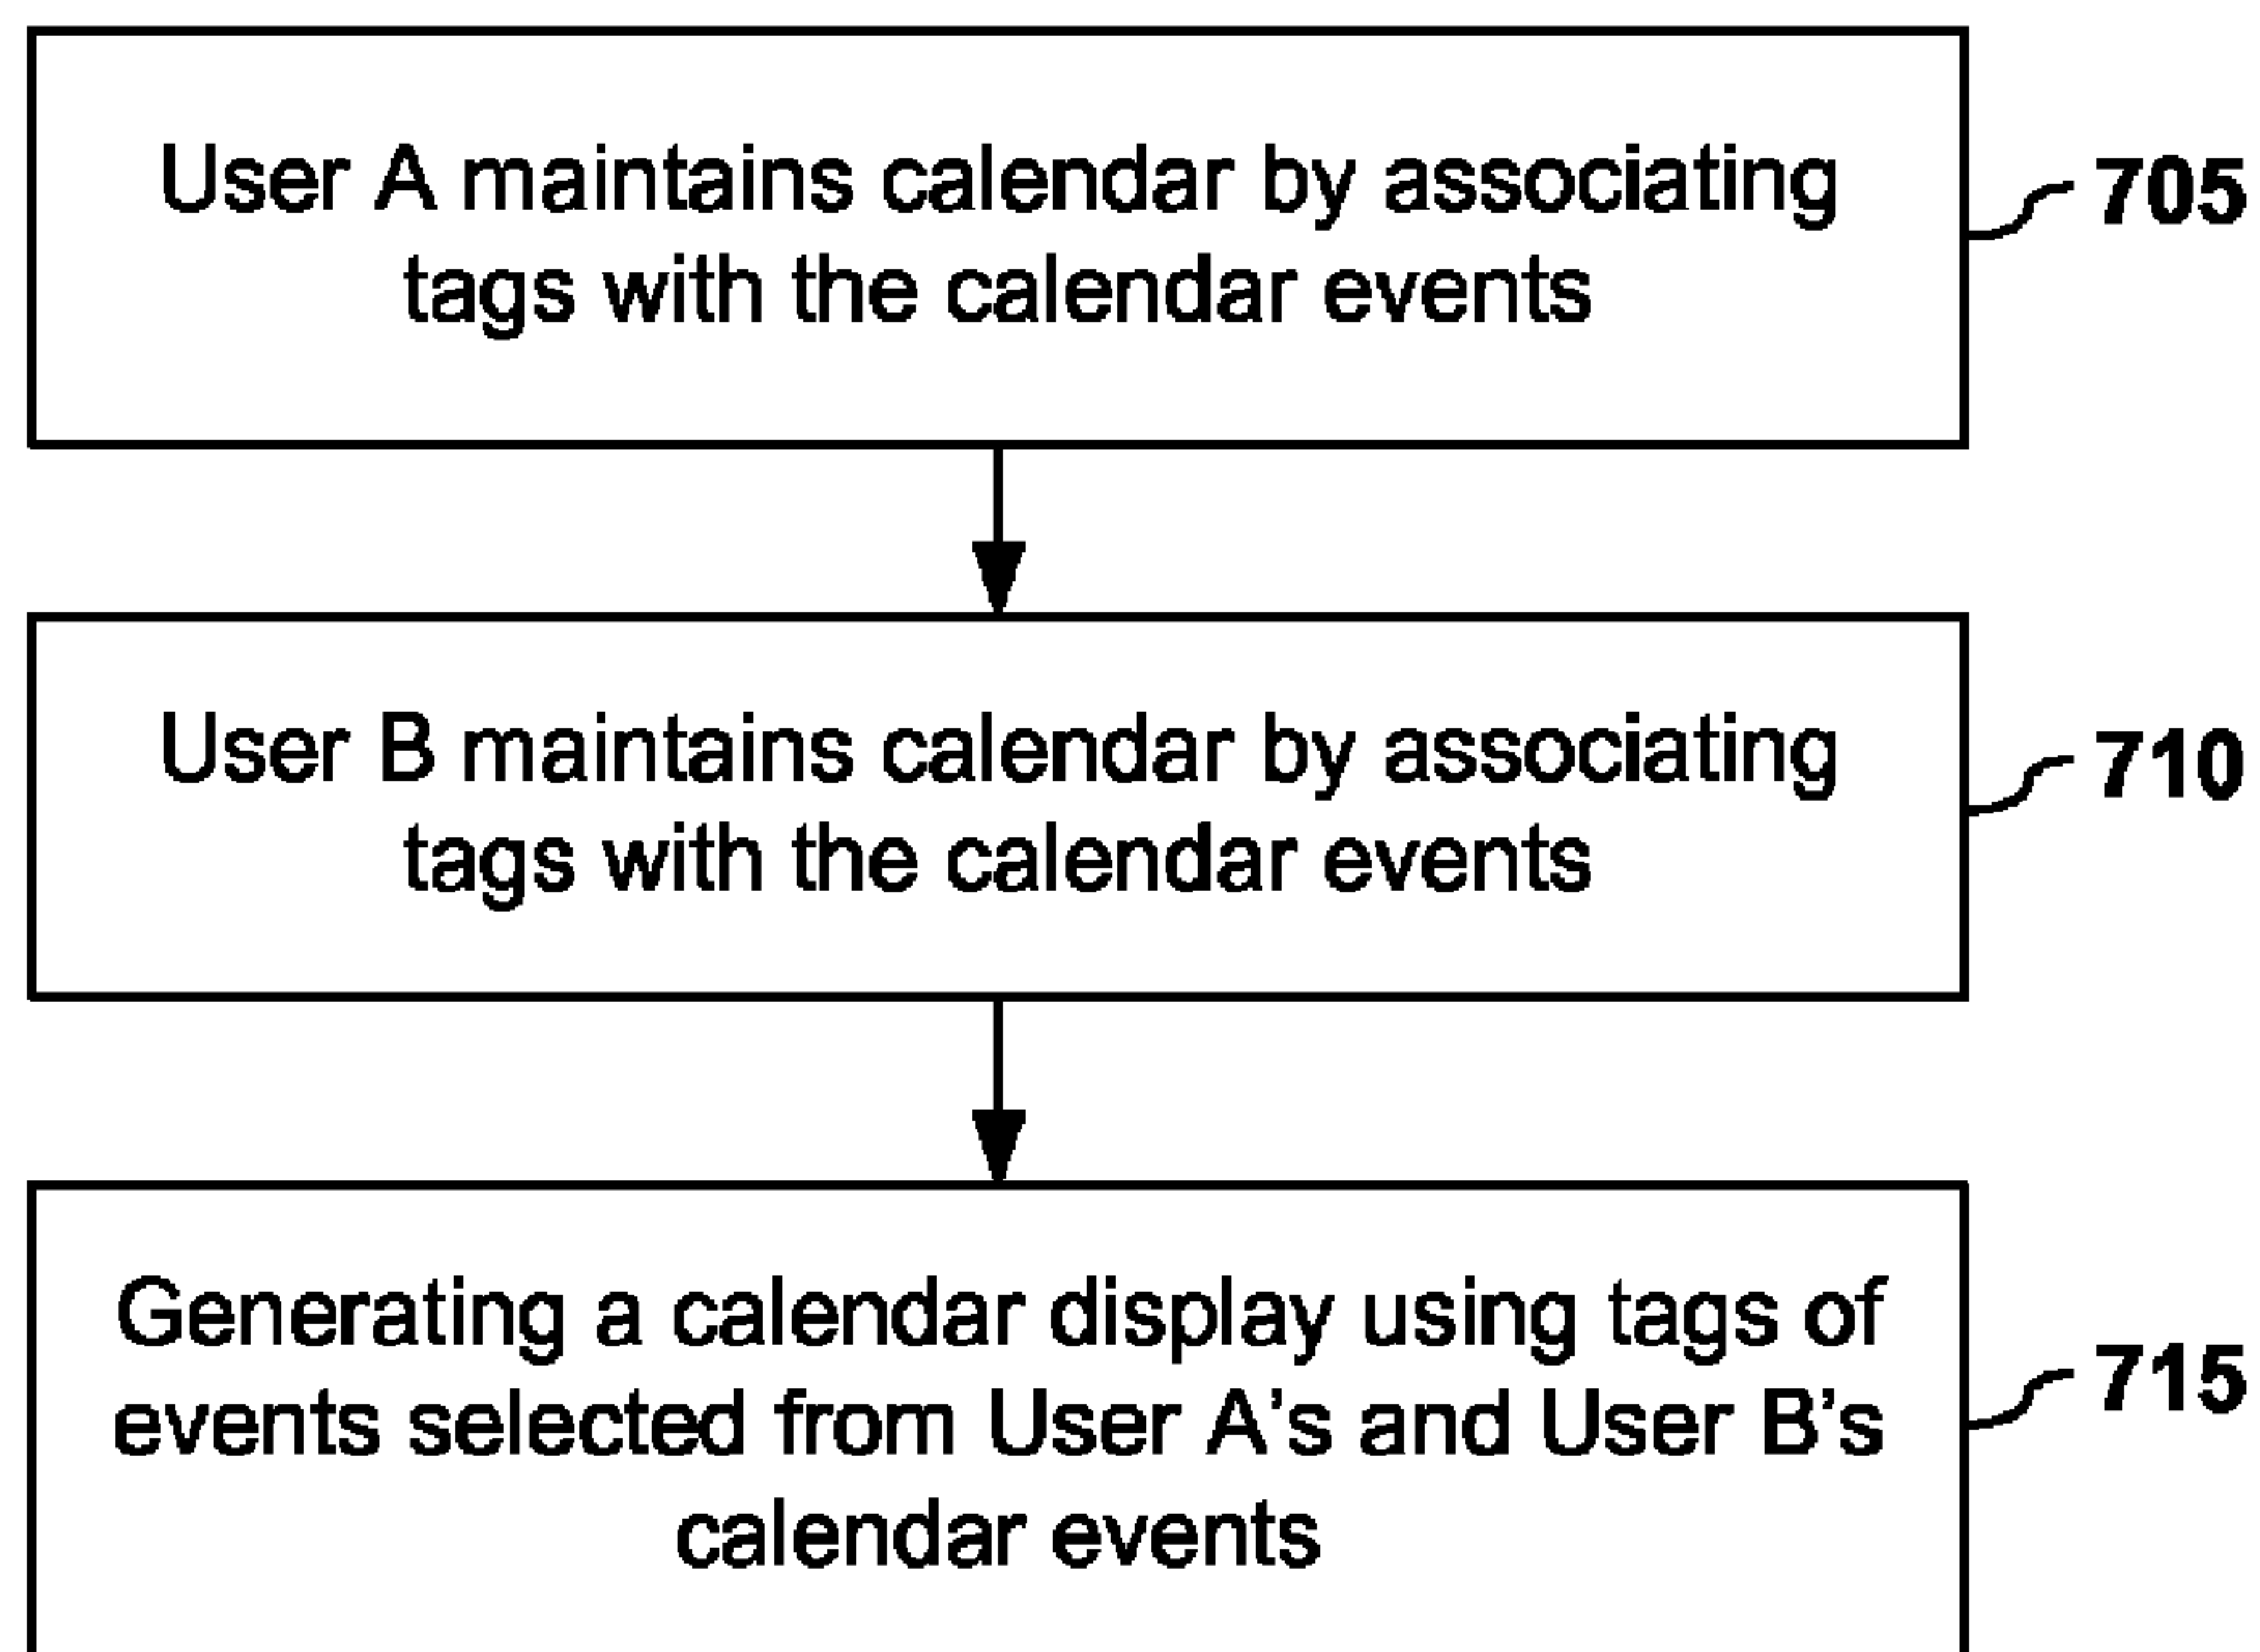 User A maintains calendar by associating
tags with the calendar events
705
User B maintains calendar by associating
tags with the calendar events
710
Generating a calendar display using tags of
events selected from User A's and User B's
calendar events
715